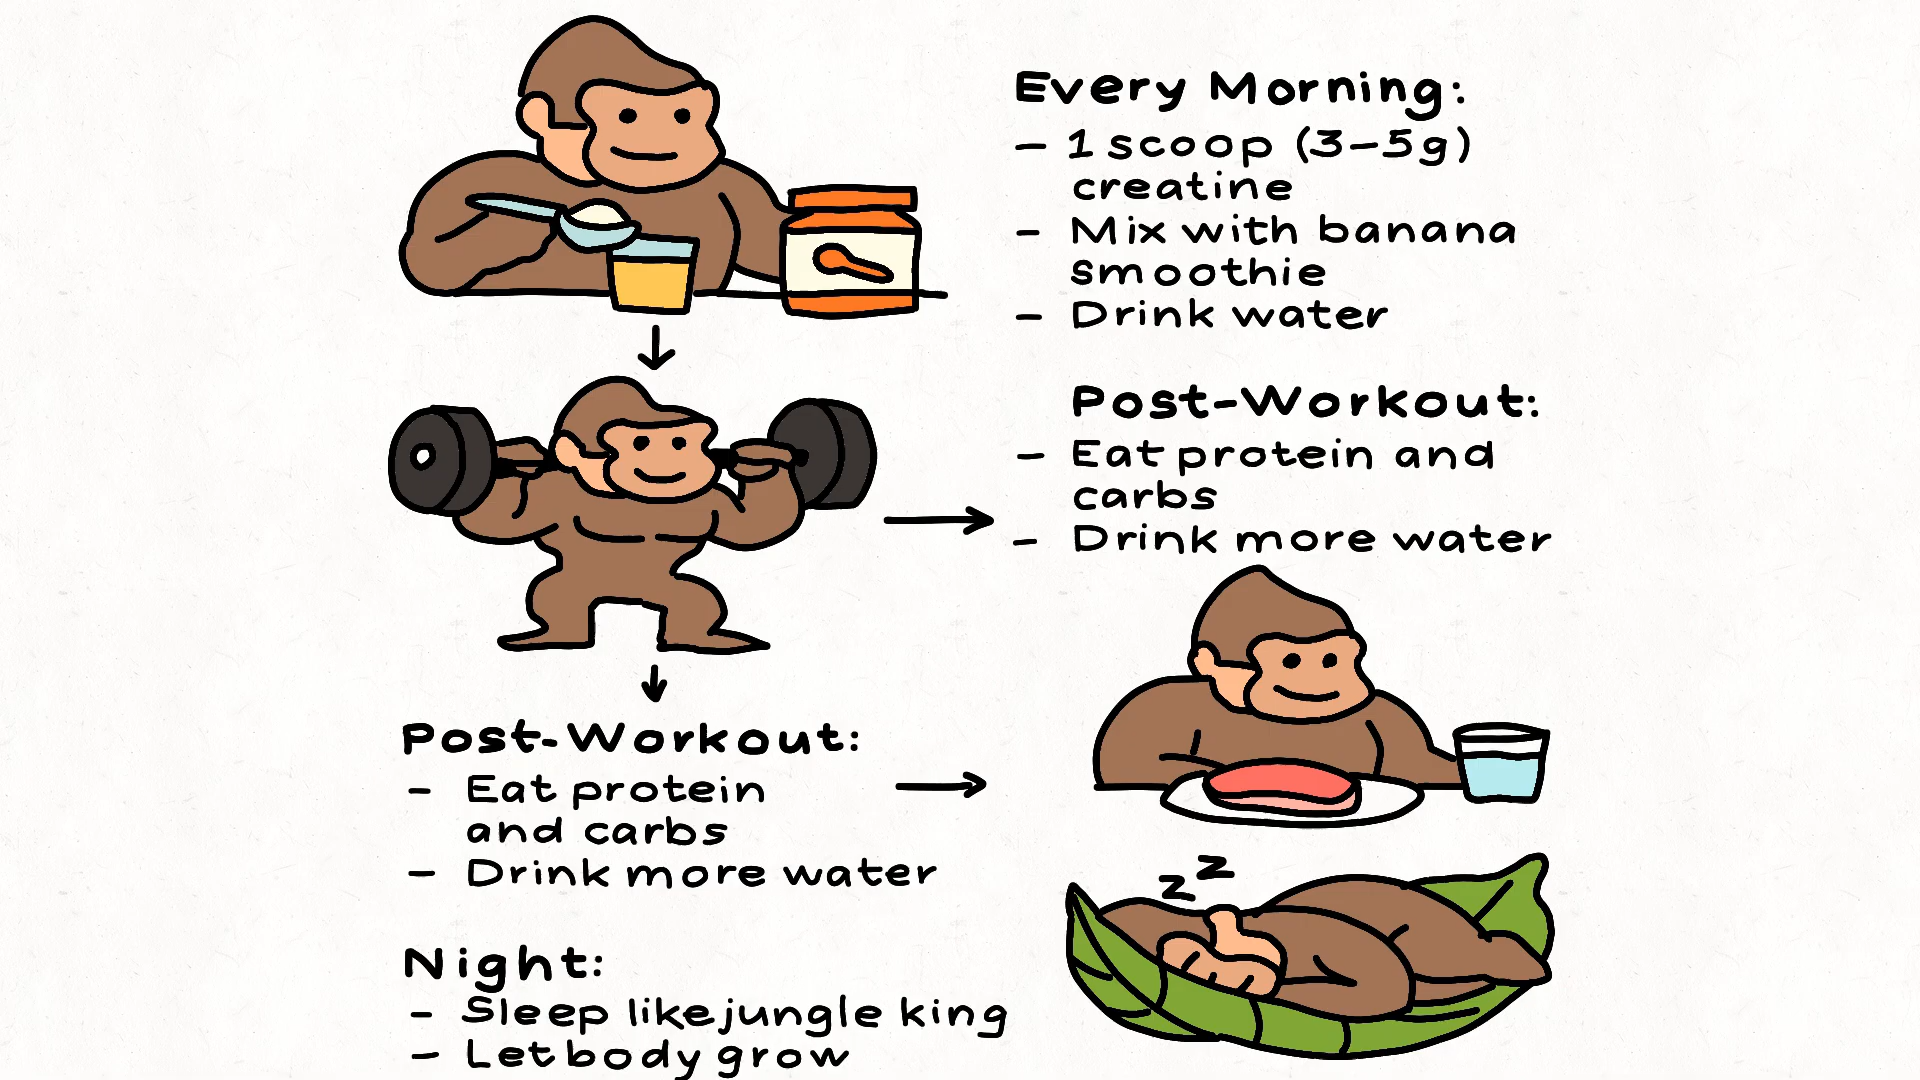 Every Morning:
- 1 scoop (3-5g)
creatine
- Mix with banana
smoothie
- Drink water
Post-Workout:
- Eat protein and
carbs
- Drink more water
Post-Workout:
- Eat protein
and carbs
- Drink more water
z z
Night:
- Sleep like jungle king
- Let body grow